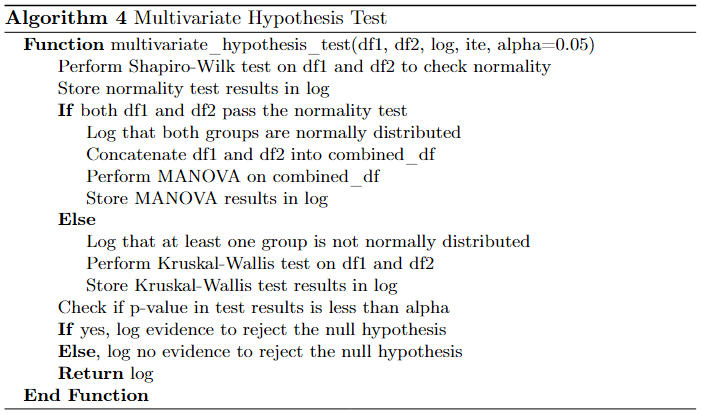 Algorithm 4 Multivariate Hypothesis Test
Function multivariate_hypothesis_test(df1, df2, log, ite, alpha=0.05)
Perform Shapiro-Wilk test on df1 and df2 to check normality
Store normality test results in log
If both df1 and df2 pass the normality test
Log that both groups are normally distributed
Concatenate df1 and df2 into combined_df
Perform MANOVA on combined_df
Store MANOVA results in log
Else
Log that at least one group is not normally distributed
Perform Kruskal-Wallis test on df1 and df2
Store Kruskal-Wallis test results in log
Check if p-value in test results is less than alpha
If yes, log evidence to reject the null hypothesis
Else, log no evidence to reject the null hypothesis
Return log
End Function